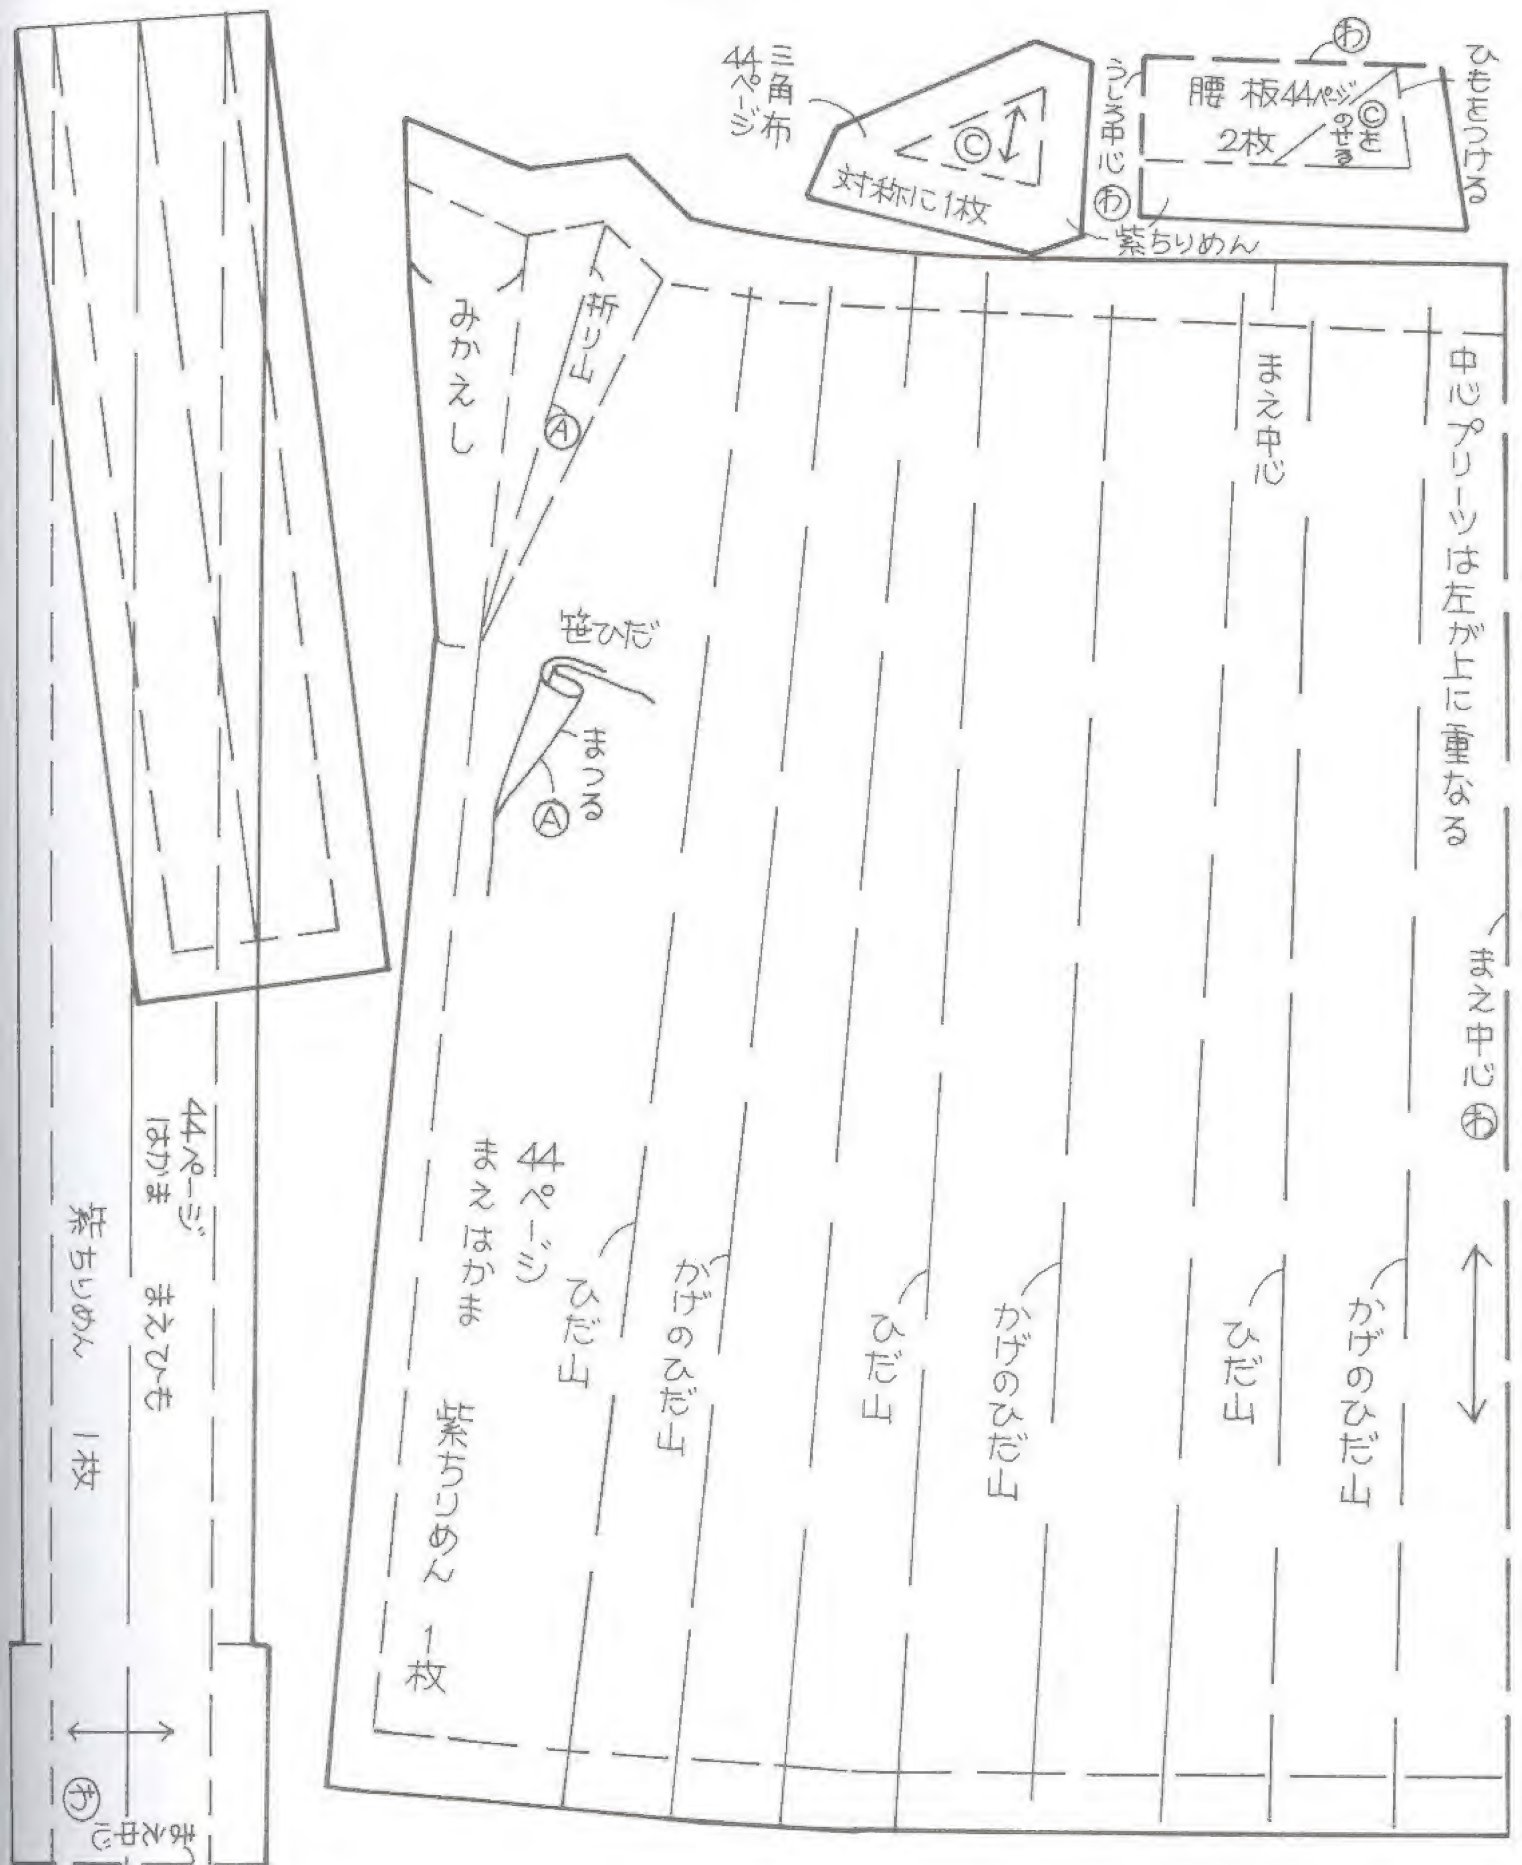 三角布
44ページ
Ⓒ
対称に1枚
紫ちりめん
うしろ中心 わ
わ
腰板44ページ
2枚
Ⓒを
のせる
ひもをつける
みかえし
折り山
Ⓐ
笹ひだ
まつる
Ⓐ
まえ中心
中心プリーツは左が上に重なる
まえ中心 わ
44ページ
まえはかま
紫ちりめん 1枚
ひだ山
かげのひだ山
ひだ山
かげのひだ山
ひだ山
かげのひだ山
44ページ
はかま まえひも
紫ちりめん 1枚
わ
まえ中心